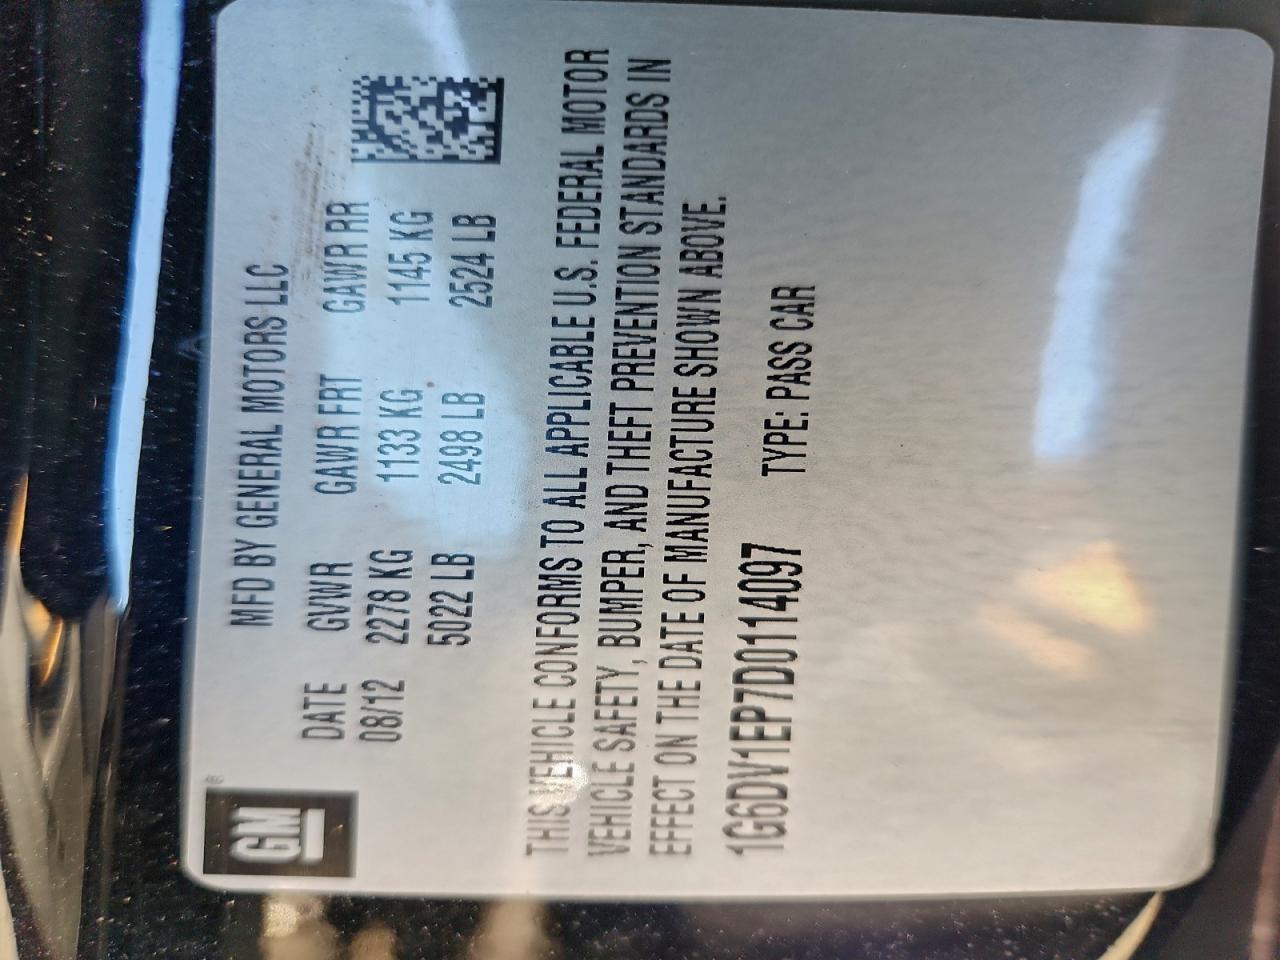 GM®
MFD BY GENERAL MOTORS LLC
DATE GVWR GAWR FRT GAWR RR
08/12 2278 KG 1133 KG 1145 KG
5022 LB 2498 LB 2524 LB
THIS VEHICLE CONFORMS TO ALL APPLICABLE U.S. FEDERAL MOTOR
VEHICLE SAFETY, BUMPER, AND THEFT PREVENTION STANDARDS IN
EFFECT ON THE DATE OF MANUFACTURE SHOWN ABOVE.
1G6DV1EP7D0114097 TYPE: PASS CAR